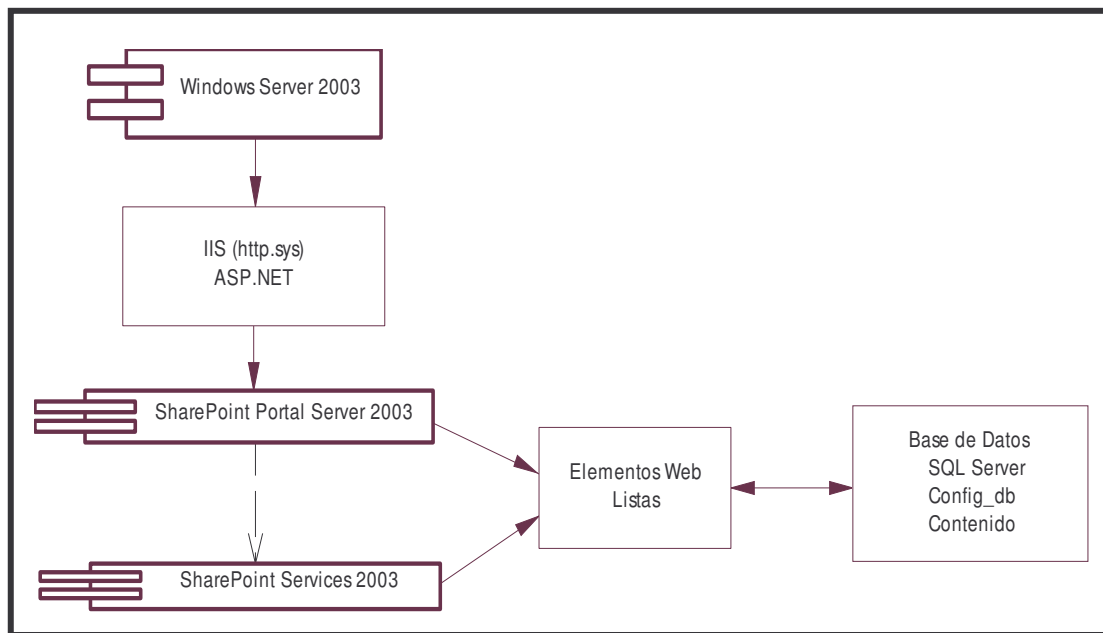 Windows Server 2003
IIS (http.sys)
ASP.NET
SharePoint Portal Server 2003
Elementos Web
Listas
Base de Datos
SQL Server
Config_db
Contenido
SharePoint Services 2003